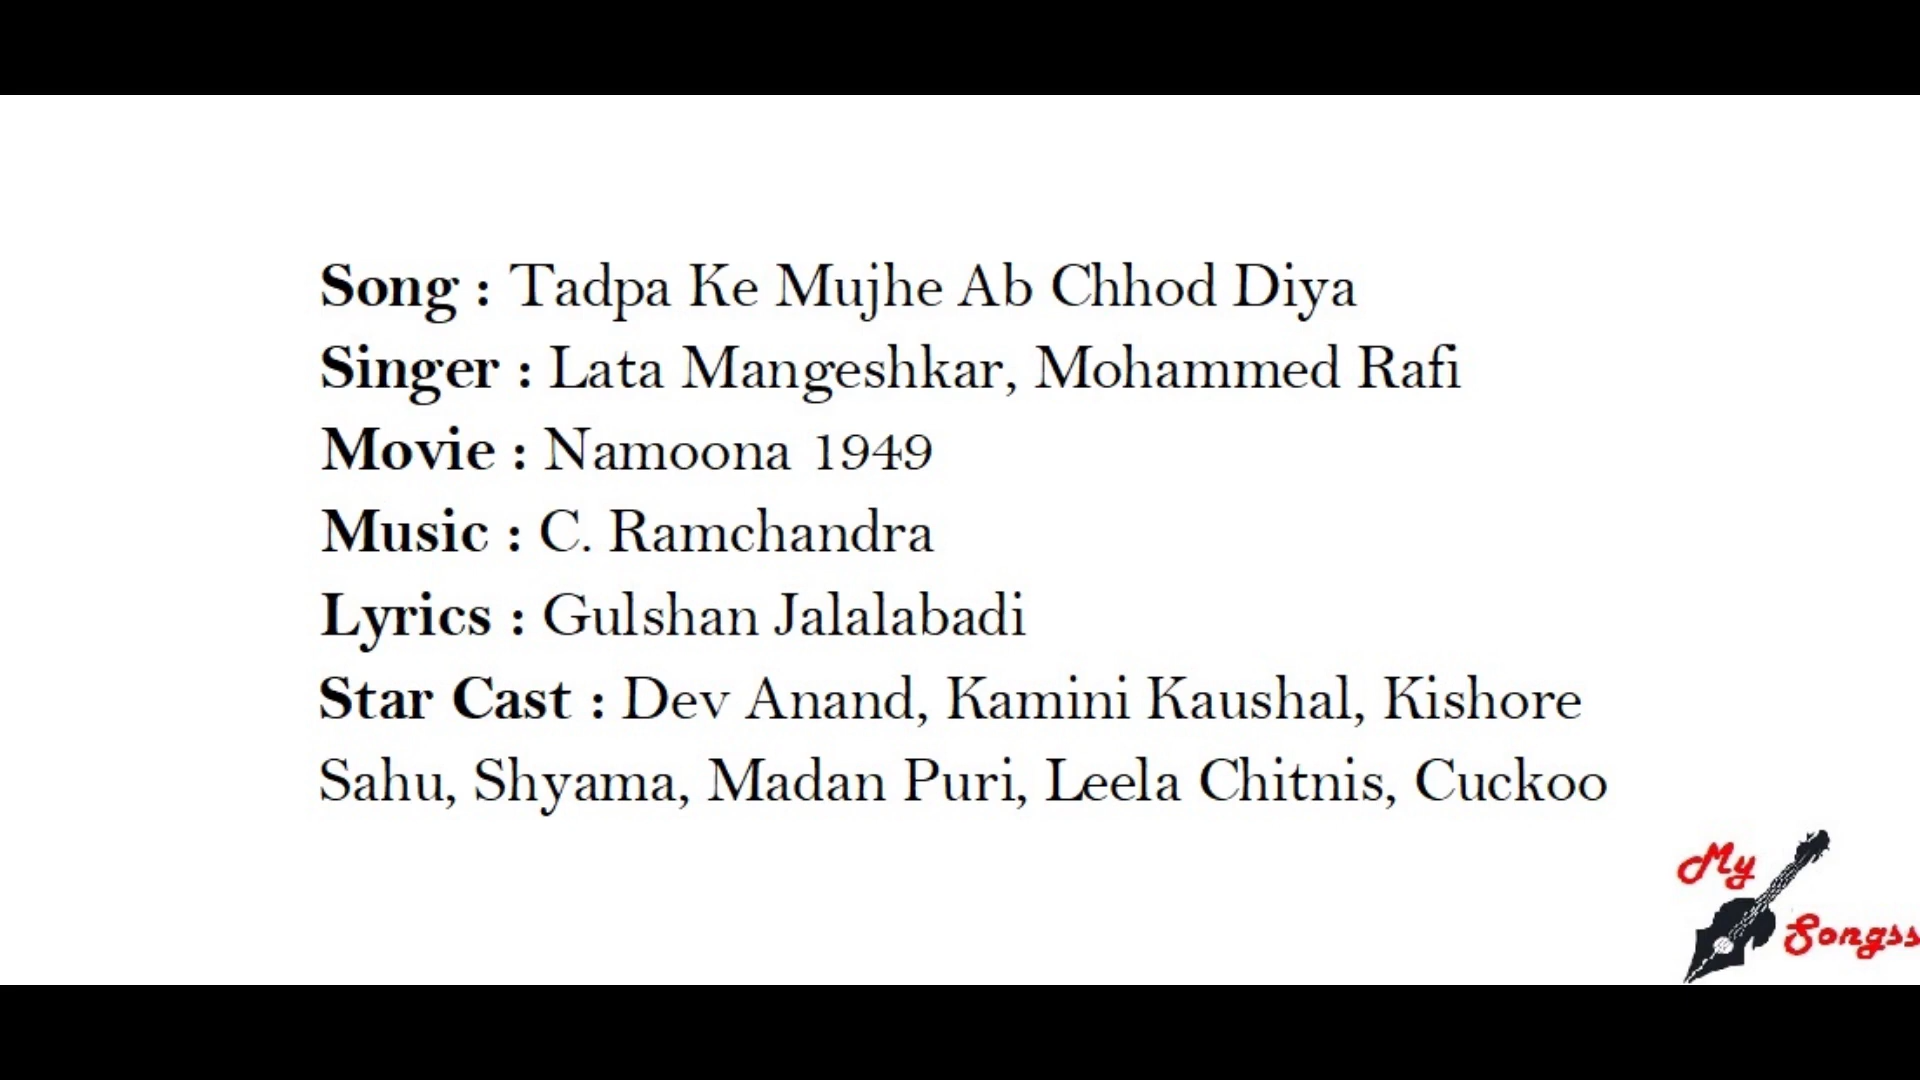 Song : Tadpa Ke Mujhe Ab Chhod Diya
Singer : Lata Mangeshkar, Mohammed Rafi
Movie : Namoona 1949
Music : C. Ramchandra
Lyrics : Gulshan Jalalabadi
Star Cast : Dev Anand, Kamini Kaushal, Kishore
Sahu, Shyama, Madan Puri, Leela Chitnis, Cuckoo
My
Songss